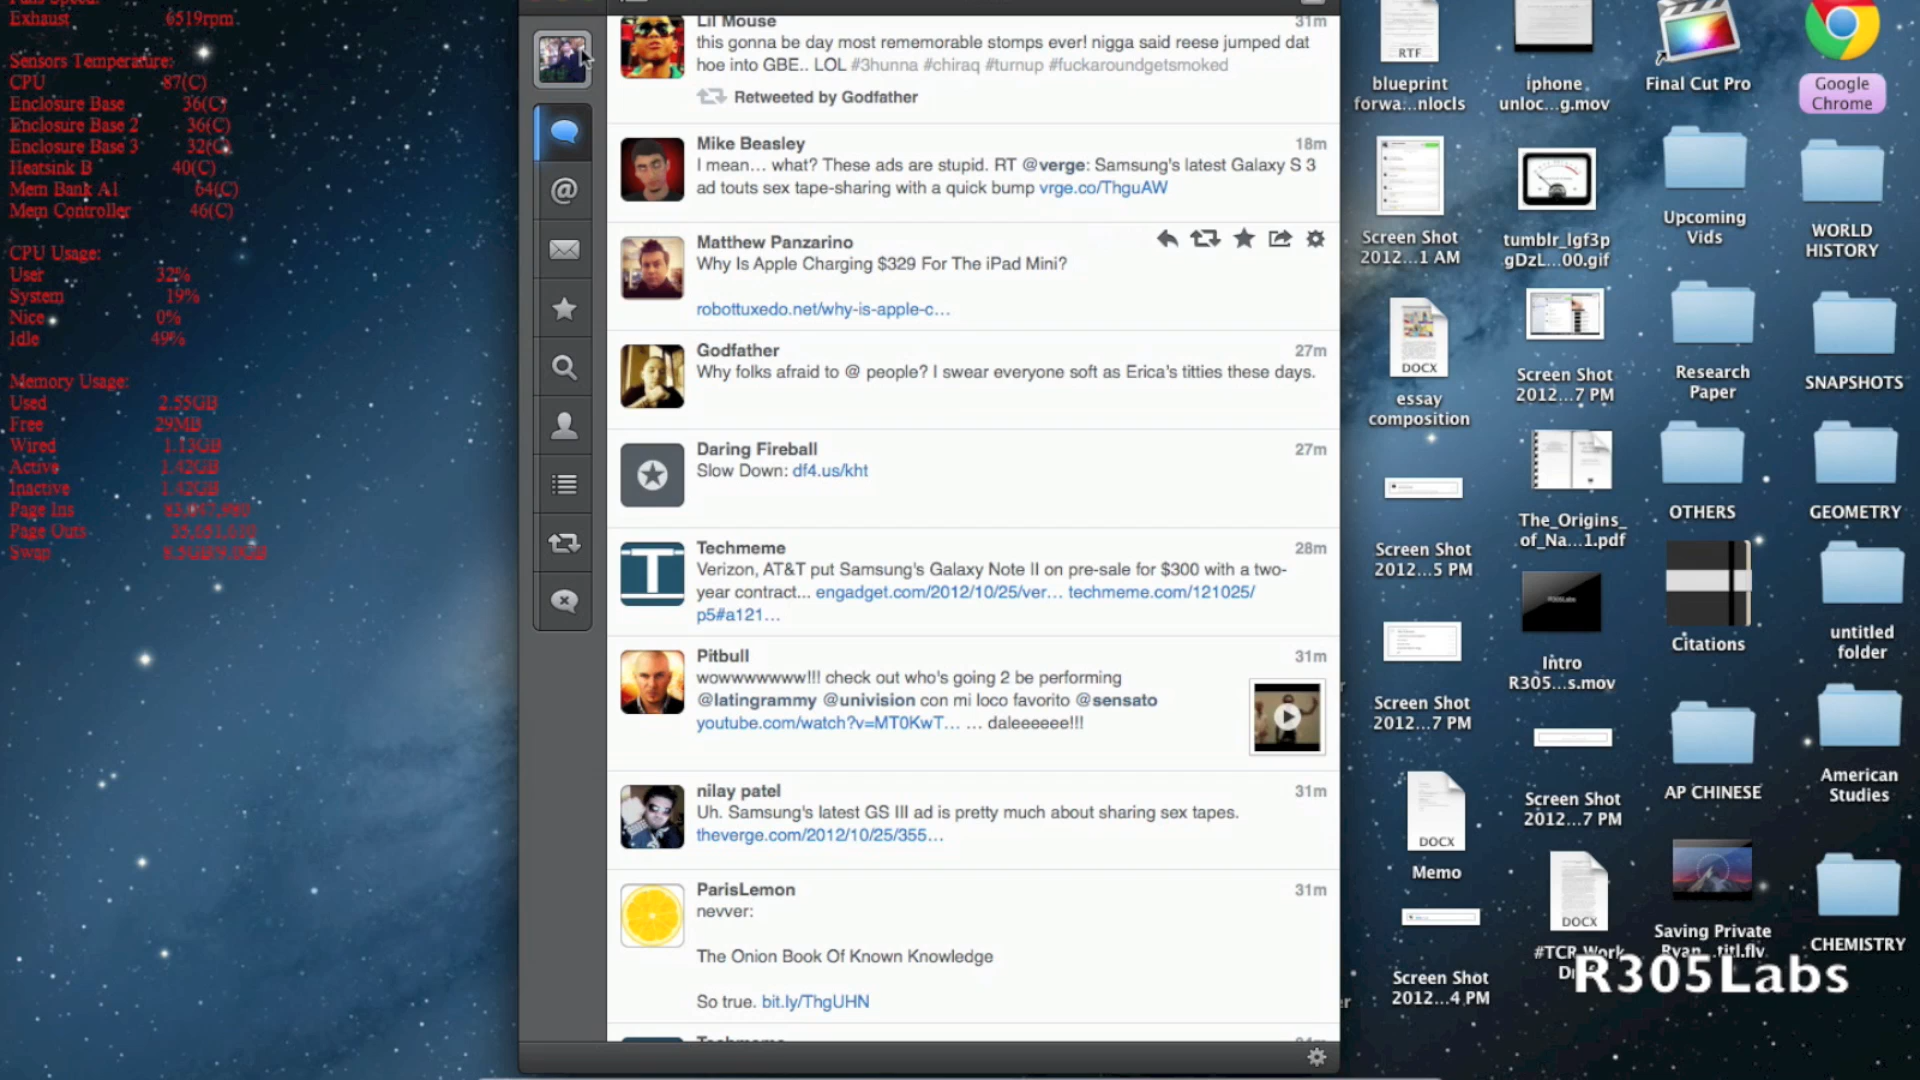 Exhaust 6519rpm
Sensors Temperature:
CPU 87(C)
Enclosure Base 36(C)
Enclosure Base 2 36(C)
Enclosure Base 3 32(C)
Heatsink B 40(C)
Mem Bank A1 64(C)
Mem Controller 46(C)
CPU Usage:
User 32%
System 19%
Nice 0%
Idle 49%
Memory Usage:
Used 2.55GB
Free 29MB
Wired 1.13GB
Active 1.42GB
Inactive 1.42GB
Page Ins
Page Outs
Swap
Lil Mouse 31m
this gonna be day most rememorable stomps ever! nigga said reese jumped dat
hoe into GBE.. LOL #3hunna #chiraq #turnup #fuckaroundgetsmoked
Retweeted by Godfather
Mike Beasley 18m
I mean... what? These ads are stupid. RT @verge: Samsung's latest Galaxy S 3
ad touts sex tape-sharing with a quick bump vrge.co/ThguAW
Matthew Panzarino
Why Is Apple Charging $329 For The iPad Mini?
robottuxedo.net/why-is-apple-c...
Godfather 27m
Why folks afraid to @ people? I swear everyone soft as Erica's titties these days.
Daring Fireball 27m
Slow Down: df4.us/kht
Techmeme 28m
Verizon, AT&T put Samsung's Galaxy Note II on pre-sale for $300 with a two-
year contract... engadget.com/2012/10/25/ver... techmeme.com/121025/
p5#a121...
Pitbull 31m
wowwwwwww!!! check out who's going 2 be performing
@latingrammy @univision con mi loco favorito @sensato
youtube.com/watch?v=MT0KwT... ... daleeeeee!!!
nilay patel 31m
Uh. Samsung's latest GS III ad is pretty much about sharing sex tapes.
theverge.com/2012/10/25/355...
ParisLemon 31m
nevver:
The Onion Book Of Known Knowledge
So true. bit.ly/ThgUHN
Techmeme
RTF
blueprint
forwa...nlocls
iphone
unloc...g.mov
Final Cut Pro
Google
Chrome
Screen Shot
2012...1 AM
tumblr_lgf3p
gDzL...00.gif
Upcoming
Vids
WORLD
HISTORY
DOCX
essay
composition
Screen Shot
2012...7 PM
Research
Paper
SNAPSHOTS
Screen Shot
2012...5 PM
The_Origins_
of_Na...1.pdf
OTHERS
GEOMETRY
Screen Shot
2012...7 PM
Intro
R305...s.mov
Citations
untitled
folder
DOCX
Memo
Screen Shot
2012...7 PM
AP CHINESE
American
Studies
Screen Shot
2012...4 PM
DOCX
#TCR Work
Saving Private
Ryan...titl.flv
CHEMISTRY
R305Labs